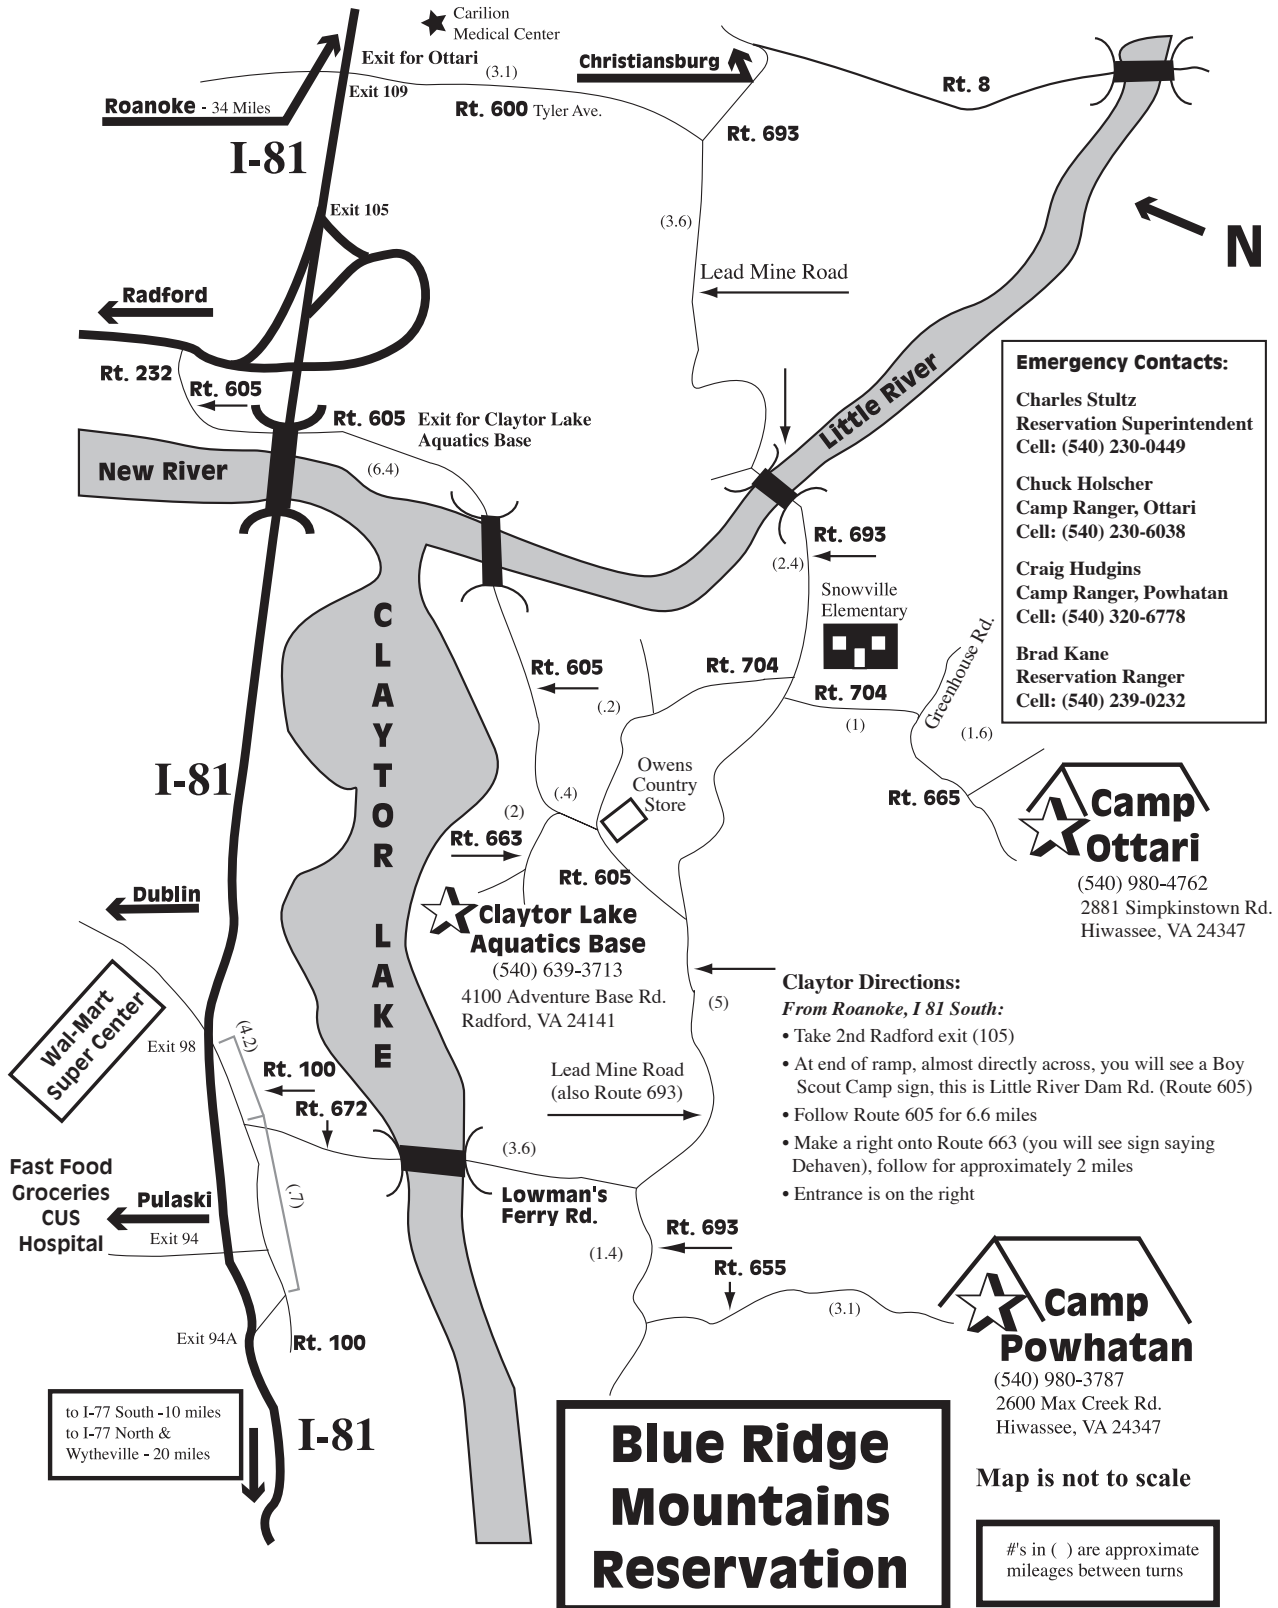 Carilion
Medical Center
Exit for Ottari
(3.1)
Christiansburg
Rt. 8
Roanoke - 34 Miles
Exit 109
Rt. 600 Tyler Ave.
Rt. 693
I-81
Exit 105
(3.6)
N
Lead Mine Road
Radford
Rt. 232
Rt. 605
Rt. 605
Exit for Claytor Lake
Aquatics Base
Little River
New River
(6.4)
Emergency Contacts:
Charles Stultz
Reservation Superintendent
Cell: (540) 230-0449
Chuck Holscher
Camp Ranger, Ottari
Cell: (540) 230-6038
Craig Hudgins
Camp Ranger, Powhatan
Cell: (540) 320-6778
Brad Kane
Reservation Ranger
Cell: (540) 239-0232
Rt. 693
(2.4)
Snowville
Elementary
CLAYTOR LAKE
Rt. 605
Rt. 704
(.2)
Rt. 704
(1)
Greenhouse Rd.
(1.6)
I-81
Owens
Country
Store
(.4)
(2)
Rt. 663
Rt. 605
Rt. 665
Camp
Ottari
(540) 980-4762
2881 Simpkinstown Rd.
Hiwassee, VA 24347
Dublin
Claytor Lake
Aquatics Base
(540) 639-3713
4100 Adventure Base Rd.
Radford, VA 24141
(5)
Claytor Directions:
From Roanoke, I 81 South:
• Take 2nd Radford exit (105)
• At end of ramp, almost directly across, you will see a Boy
Scout Camp sign, this is Little River Dam Rd. (Route 605)
• Follow Route 605 for 6.6 miles
• Make a right onto Route 663 (you will see sign saying
Dehaven), follow for approximately 2 miles
• Entrance is on the right
Wal-Mart
Super Center
Exit 98
(4.2)
Rt. 100
Rt. 672
Lead Mine Road
(also Route 693)
(3.6)
Lowman's
Ferry Rd.
Fast Food
Groceries
CUS
Hospital
Pulaski
Exit 94
(.7)
Rt. 693
(1.4)
Rt. 655
(3.1)
Exit 94A
Rt. 100
Camp
Powhatan
(540) 980-3787
2600 Max Creek Rd.
Hiwassee, VA 24347
to I-77 South -10 miles
to I-77 North &
Wytheville - 20 miles
I-81
Blue Ridge
Mountains
Reservation
Map is not to scale
#'s in ( ) are approximate
mileages between turns